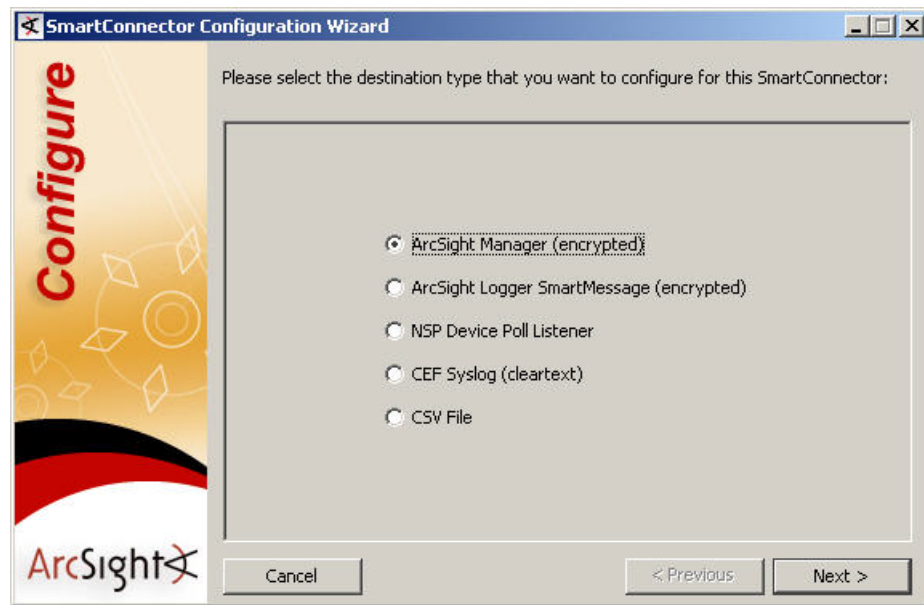 SmartConnector Configuration Wizard
Configure
Please select the destination type that you want to configure for this SmartConnector:
ArcSight Manager (encrypted)
ArcSight Logger SmartMessage (encrypted)
NSP Device Poll Listener
CEF Syslog (cleartext)
CSV File
ArcSight
Cancel
< Previous
Next >